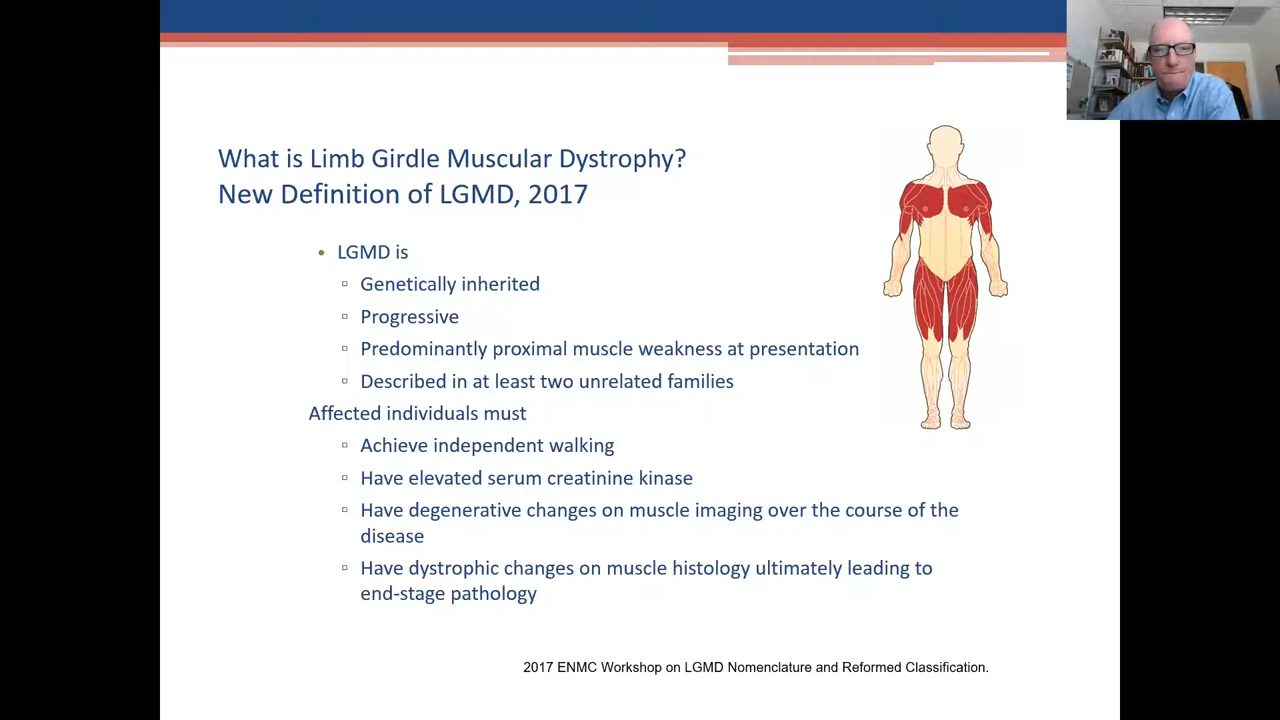 What is Limb Girdle Muscular Dystrophy?
New Definition of LGMD, 2017
• LGMD is
▫ Genetically inherited
▫ Progressive
▫ Predominantly proximal muscle weakness at presentation
▫ Described in at least two unrelated families
Affected individuals must
▫ Achieve independent walking
▫ Have elevated serum creatinine kinase
▫ Have degenerative changes on muscle imaging over the course of the
disease
▫ Have dystrophic changes on muscle histology ultimately leading to
end-stage pathology
2017 ENMC Workshop on LGMD Nomenclature and Reformed Classification.